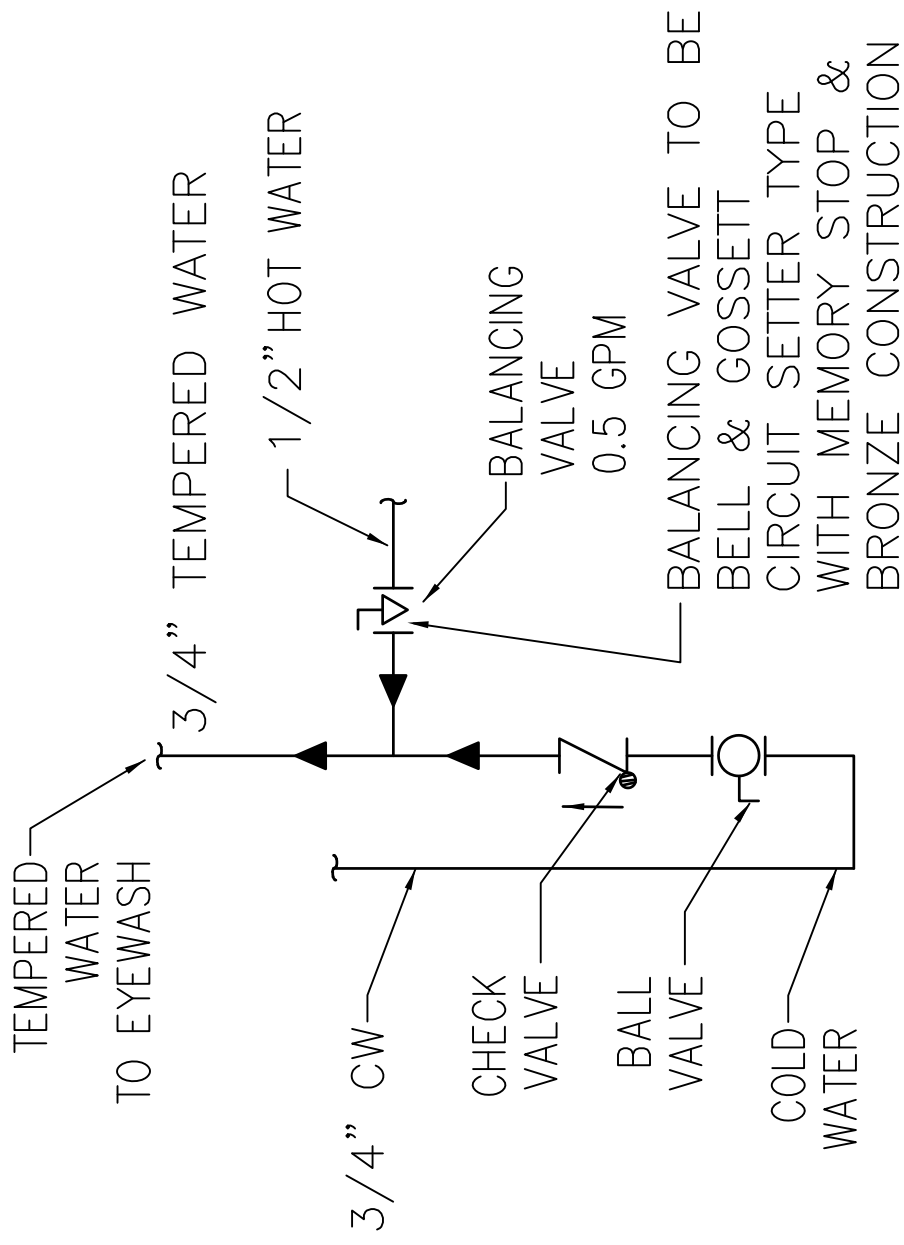 TEMPERED
WATER
TO EYEWASH
3/4" TEMPERED WATER
1/2" HOT WATER
3/4" CW
BALANCING
VALVE
0.5 GPM
CHECK
VALVE
BALL
VALVE
COLD
WATER
BALANCING VALVE TO BE
BELL & GOSSETT
CIRCUIT SETTER TYPE
WITH MEMORY STOP &
BRONZE CONSTRUCTION